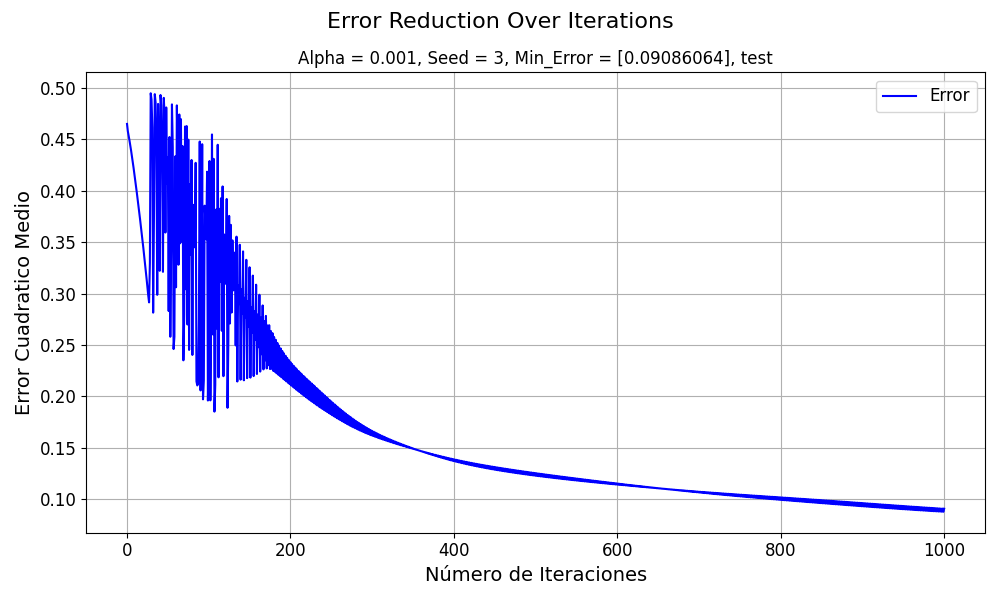 Error Reduction Over Iterations
Alpha = 0.001, Seed = 3, Min_Error = [0.09086064], test
Error
0.50
0.45
0.40
0.35
0.30
0.25
0.20
0.15
0.10
Error Cuadratico Medio
0 200 400 600 800 1000
Número de Iteraciones